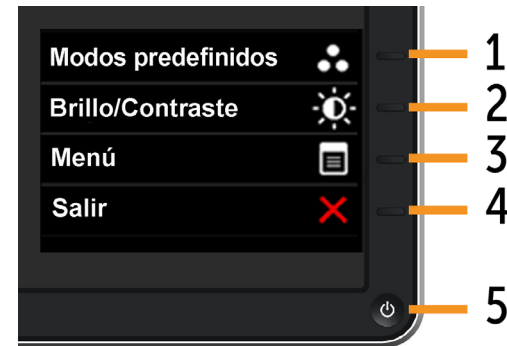 Modos predefinidos 1
Brillo/Contraste 2
Menú 3
Salir 4
5